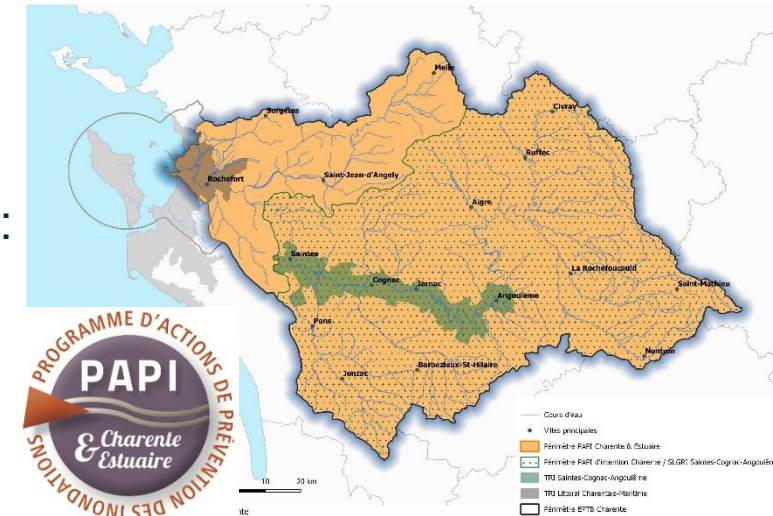 Melle
Civray
Surgères
Ruffec
Rochefort
Saint-Jean-d'Angely
Aigre
Saintes
Cognac
Jarnac
La Rochefoucauld
Angoulême
Saint-Mathieu
Pons
Nontron
Barbezieux-St-Hilaire
Jonzac
:
PROGRAMME D'ACTIONS DE PRÉVENTION DES INONDATIONS
PAPI
& Charente
Estuaire
10 20 km
nte
Cours d'eau
Villes principales
Périmètre PAPI Charente & Estuaire
Périmètre PAPI d'intention Charente / SLGRI Saintes-Cognac-Angoulêm
TRI Saintes-Cognac-Angoulême
TRI Littoral Charentais-Maritime
Périmètre EPTB Charente